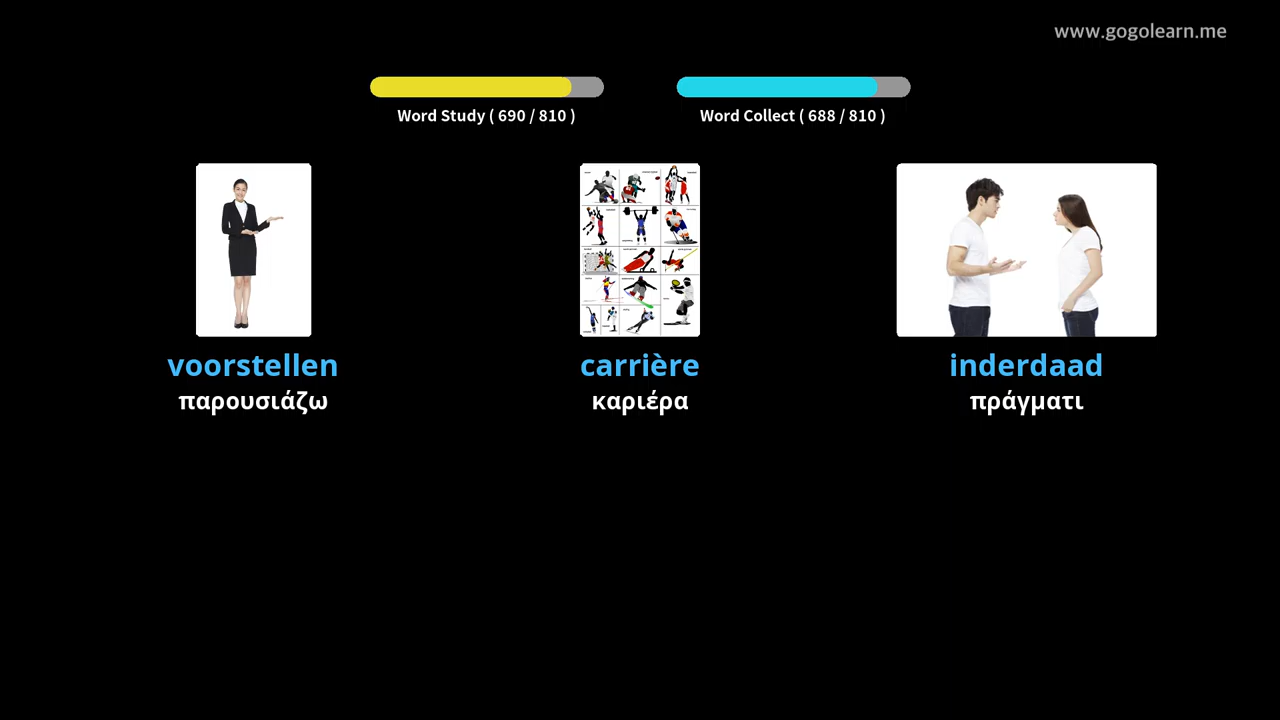 www.gogolearn.me
Word Study ( 690 / 810 )
Word Collect ( 688 / 810 )
voorstellen
παρουσιάζω
carrière
καριέρα
inderdaad
πράγματι